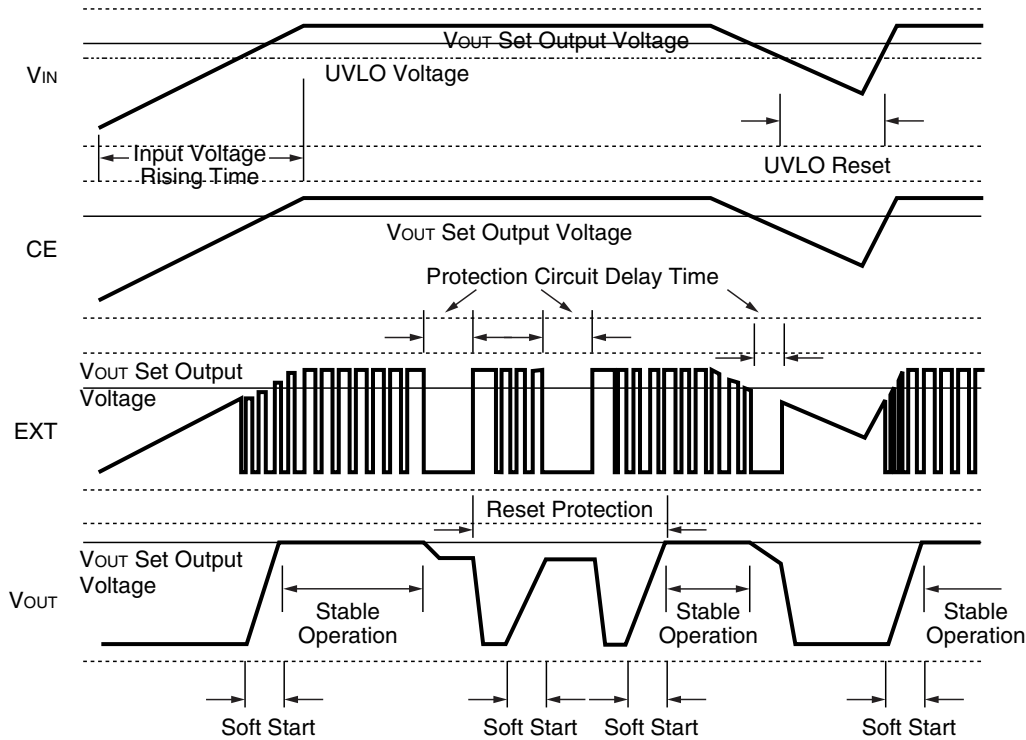 VOUT Set Output Voltage
VIN
UVLO Voltage
Input Voltage
Rising Time
UVLO Reset
VOUT Set Output Voltage
CE
Protection Circuit Delay Time
VOUT Set Output
Voltage
EXT
Reset Protection
VOUT Set Output
Voltage
VOUT
Stable
Operation
Stable
Operation
Stable
Operation
Soft Start
Soft Start
Soft Start
Soft Start